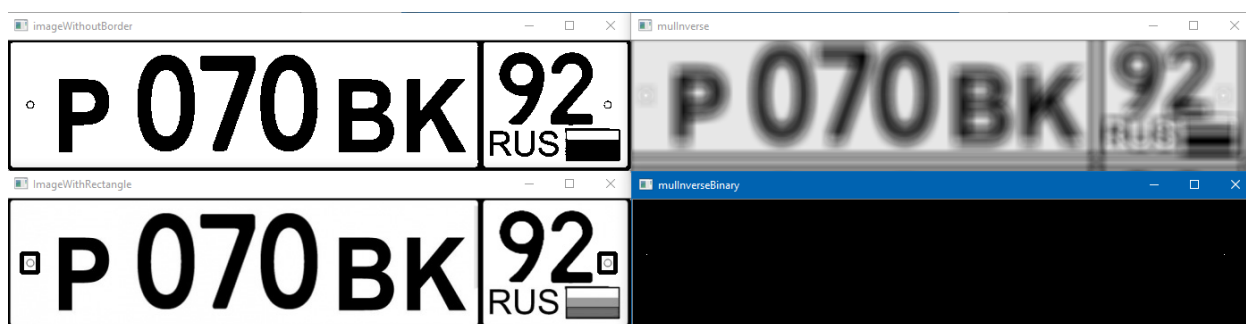 imageWithoutBorder
P 070 BK 92
RUS
mulInverse
P 070 BK 92
RUS
ImageWithRectangle
P 070 BK 92
RUS
mulInverseBinary